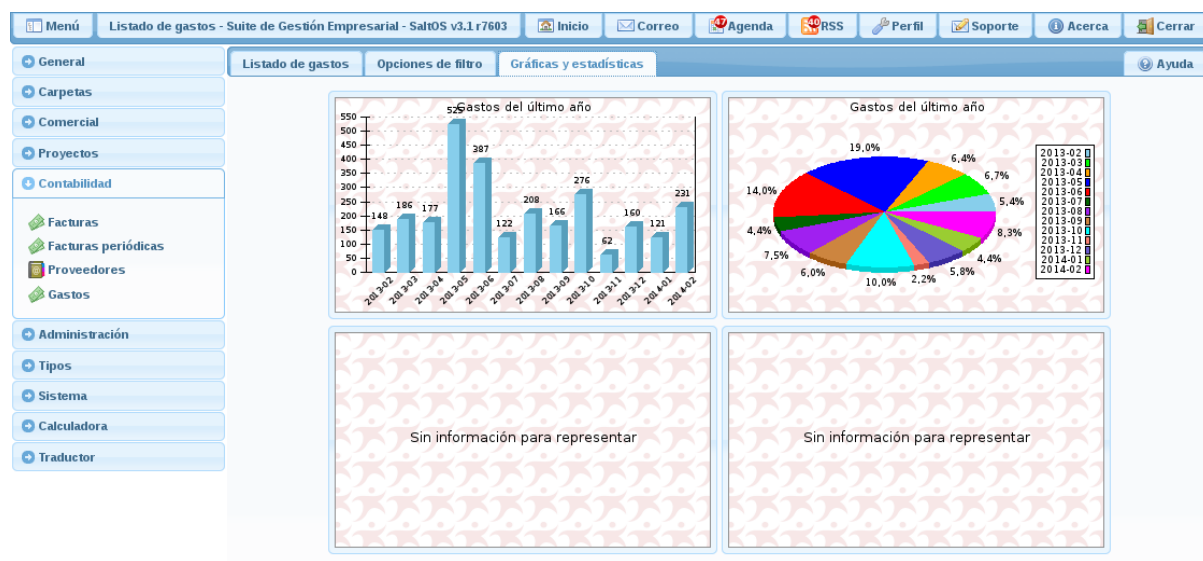 Menú
Listado de gastos - Suite de Gestión Empresarial - SaltOS v3.1 r7603
Inicio
Correo
47
Agenda
40
RSS
Perfil
Soporte
Acerca
Cerrar
General
Carpetas
Comercial
Proyectos
Contabilidad
Facturas
Facturas periódicas
Proveedores
Gastos
Administración
Tipos
Sistema
Calculadora
Traductor
Listado de gastos
Opciones de filtro
Gráficas y estadísticas
Ayuda
Gastos del último año
550
500
450
400
350
300
250
200
150
100
50
0
148
186
177
525
387
122
208
166
276
62
160
121
231
2013-02
2013-03
2013-04
2013-05
2013-06
2013-07
2013-08
2013-09
2013-10
2013-11
2013-12
2014-01
2014-02
Gastos del último año
19,0%
6,4%
6,7%
5,4%
8,3%
4,4%
5,8%
2,2%
10,0%
6,0%
7,5%
4,4%
14,0%
2013-02
2013-03
2013-04
2013-05
2013-06
2013-07
2013-08
2013-09
2013-10
2013-11
2013-12
2014-01
2014-02
Sin información para representar
Sin información para representar